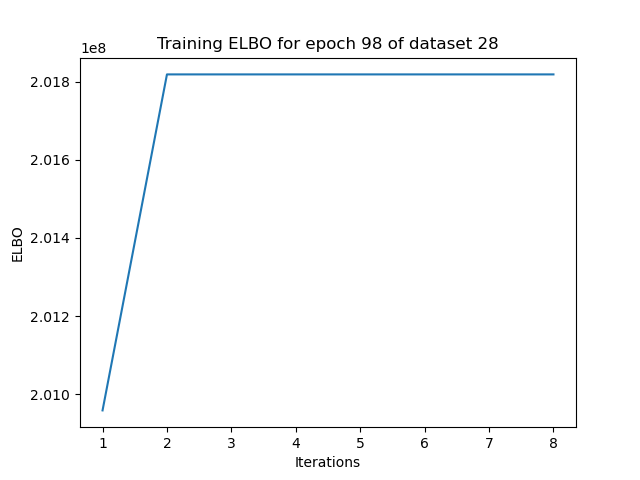 Training ELBO for epoch 98 of dataset 28
1e8
2.018
2.016
2.014
2.012
2.010
ELBO
1 2 3 4 5 6 7 8
Iterations